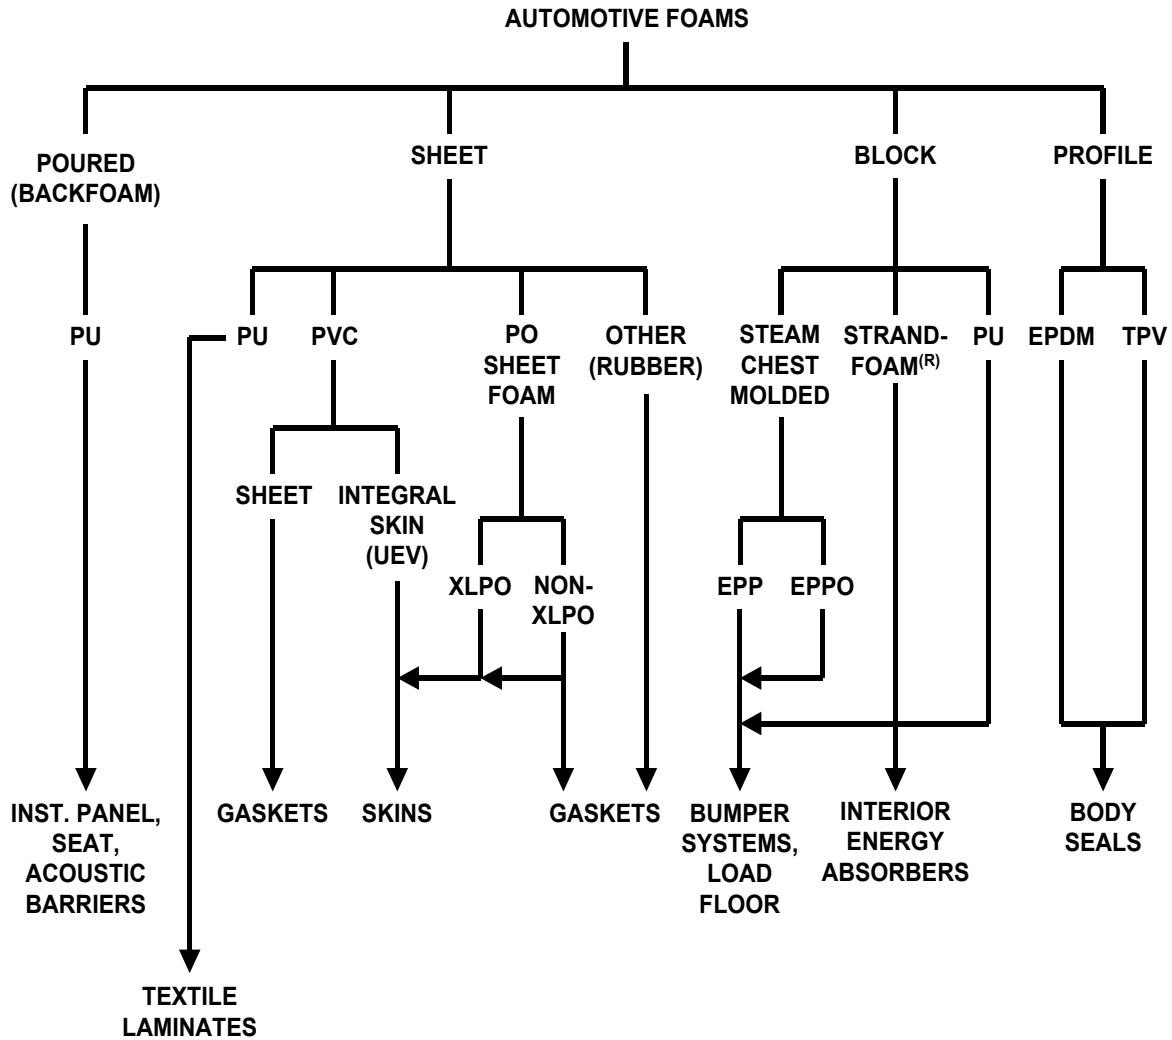 AUTOMOTIVE FOAMS
POURED
(BACKFOAM)
SHEET
BLOCK
PROFILE
PU
PU
PVC
PO
SHEET
FOAM
OTHER
(RUBBER)
STEAM
CHEST
MOLDED
STRAND-
FOAM(R)
PU
EPDM
TPV
SHEET
INTEGRAL
SKIN
(UEV)
XLPO
NON-
XLPO
EPP
EPPO
INST. PANEL,
SEAT,
ACOUSTIC
BARRIERS
GASKETS
SKINS
GASKETS
BUMPER
SYSTEMS,
LOAD
FLOOR
INTERIOR
ENERGY
ABSORBERS
BODY
SEALS
TEXTILE
LAMINATES